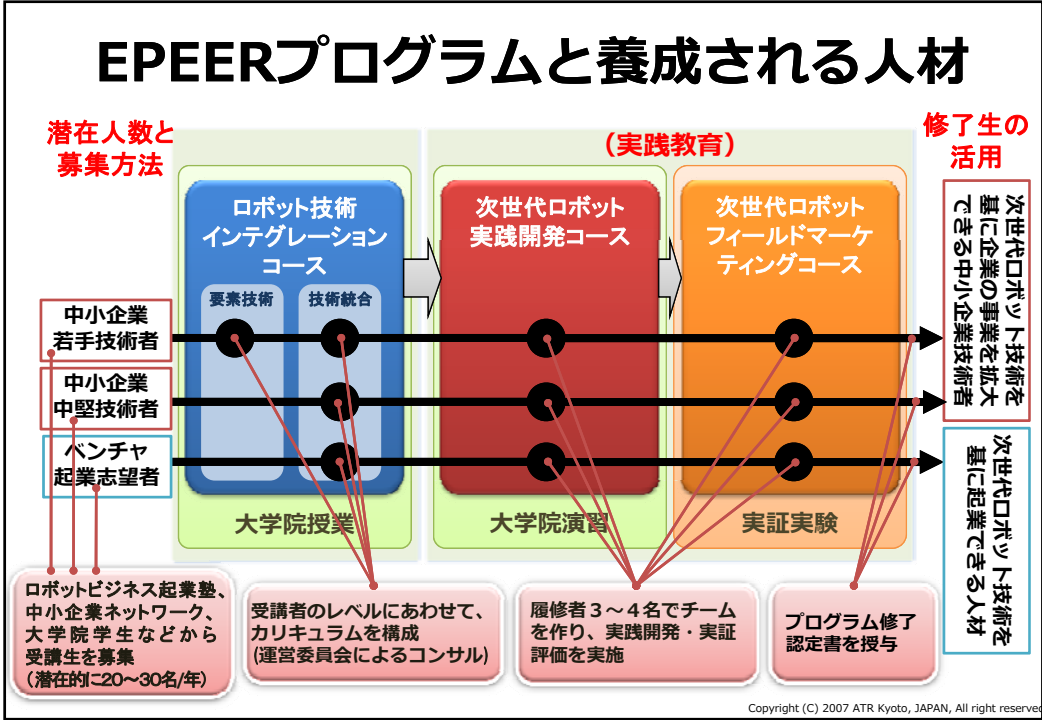 EPEERプログラムと養成される人材
潜在人数と
募集方法
(実践教育)
修了生の
活用
ロボット技術
インテグレーション
コース
要素技術
技術統合
次世代ロボット
実践開発コース
次世代ロボット
フィールドマーケ
ティングコース
中小企業
若手技術者
中小企業
中堅技術者
ベンチャ
起業志望者
大学院授業
大学院演習
実証実験
次世代ロボット技術を
基に企業の事業を拡大
できる中小企業技術者
次世代ロボット技術を
基に起業できる人材
ロボットビジネス起業塾、
中小企業ネットワーク、
大学院学生などから
受講生を募集
(潜在的に20~30名/年)
受講者のレベルにあわせて、
カリキュラムを構成
(運営委員会によるコンサル)
履修者3~4名でチーム
を作り、実践開発・実証
評価を実施
プログラム修了
認定書を授与
Copyright (C) 2007 ATR Kyoto, JAPAN, All right reserved